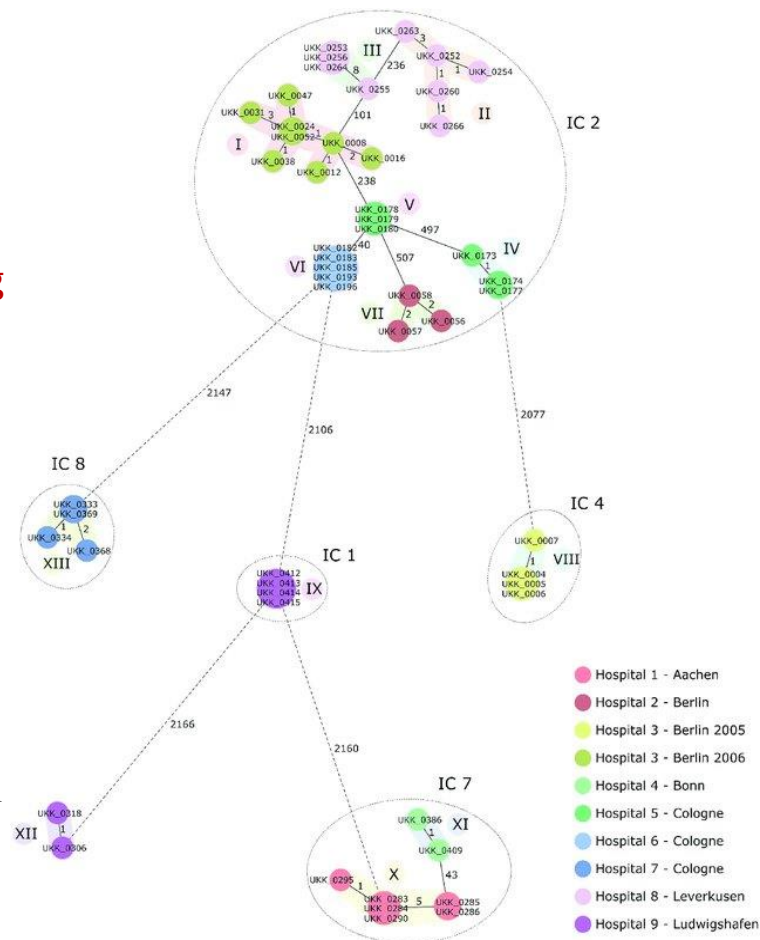 UKK_0263
UKK_0253
UKK_0256
UKK_0264
III
3
UKK_0252
236
8
1
1
UKK_0254
UKK_0255
UKK_0260
UKK_0047
1
II
UKK_0266
101
UKK_0031
3
1
UKK_0024
UKK_0052
1
IC 2
I
UKK_0008
1
UKK_0038
1
2
UKK_0016
UKK_0012
238
V
UKK_0178
UKK_0179
UKK_0180
497
IV
40
UKK_0182
UKK_0183
UKK_0185
UKK_0193
UKK_0196
VI
507
UKK_0173
1
UKK_0174
UKK_0177
g
UKK_0058
VII
2
2
UKK_0056
UKK_0057
2147
2106
2077
IC 8
UKK_0333
UKK_0369
1
2
UKK_0334
UKK_0368
XIII
IC 4
UKK_0007
1
VIII
UKK_0004
UKK_0005
UKK_0006
IC 1
UKK_0412
UKK_0413
UKK_0414
UKK_0415
IX
2166
2160
Hospital 1 - Aachen
Hospital 2 - Berlin
Hospital 3 - Berlin 2005
Hospital 3 - Berlin 2006
Hospital 4 - Bonn
Hospital 5 - Cologne
Hospital 6 - Cologne
Hospital 7 - Cologne
Hospital 8 - Leverkusen
Hospital 9 - Ludwigshafen
IC 7
UKK_0318
XII
1
UKK_0306
UKK_0386
1
XI
UKK_0409
X
43
UKK_0295
1
UKK_0283
UKK_0284
UKK_0290
5
UKK_0285
UKK_0286